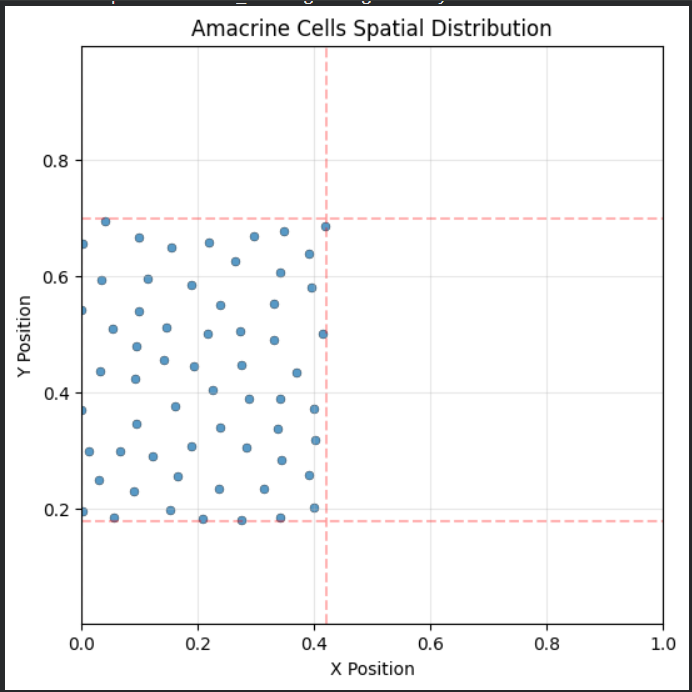 Amacrine Cells Spatial Distribution
0.8
0.6
0.4
0.2
Y Position
0.0 0.2 0.4 0.6 0.8 1.0
X Position